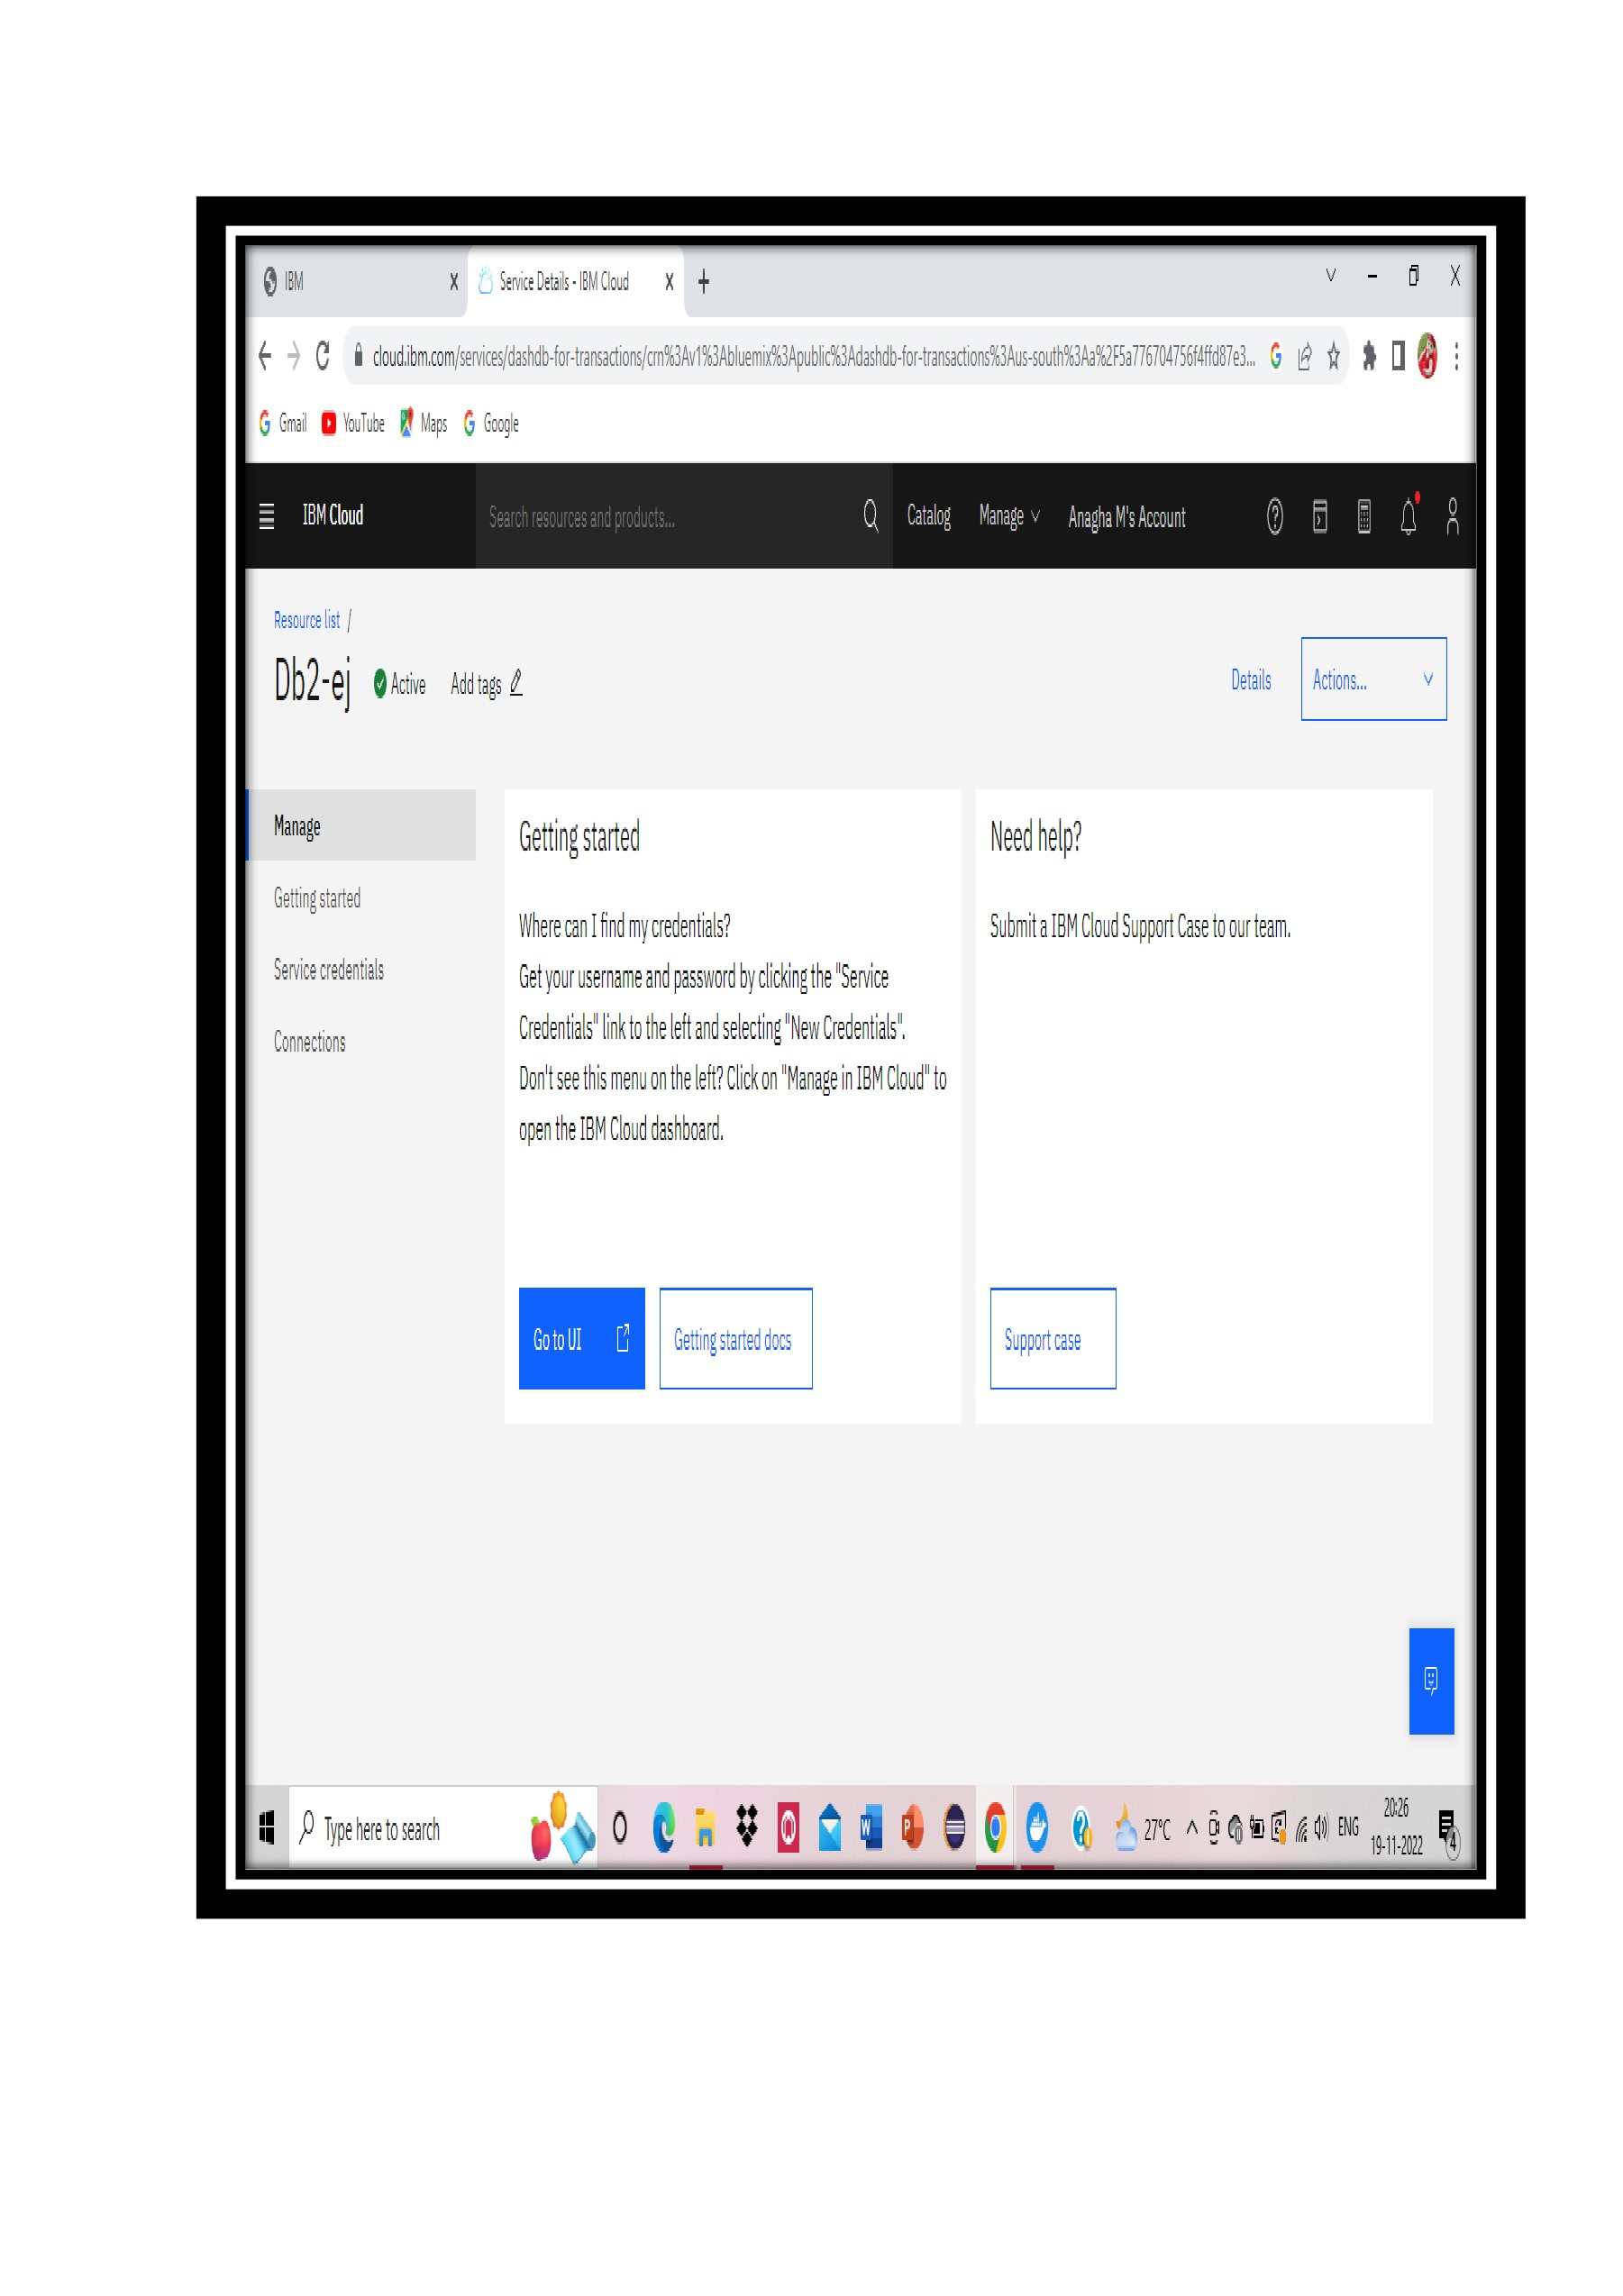 IBM
Service Details - IBM Cloud
cloud.ibm.com/services/dashdb-for-transactions/crn%3Av1%3Abluemix%3Apublic%3Adashdb-for-transactions%3Aus-south%3Aa%2F5a776704756f4ffd87e3...
Gmail YouTube Maps Google
IBM Cloud Search resources and products... Catalog Manage Anagha M's Account
Resource list /
Db2-ej Active Add tags Details Actions...
Manage
Getting started
Service credentials
Connections
Getting started
Where can I find my credentials?
Get your username and password by clicking the "Service
Credentials" link to the left and selecting "New Credentials".
Don't see this menu on the left? Click on "Manage in IBM Cloud" to
open the IBM Cloud dashboard.
Go to UI Getting started docs
Need help?
Submit a IBM Cloud Support Case to our team.
Support case
Type here to search
27°C ENG
20:26
19-11-2022
4